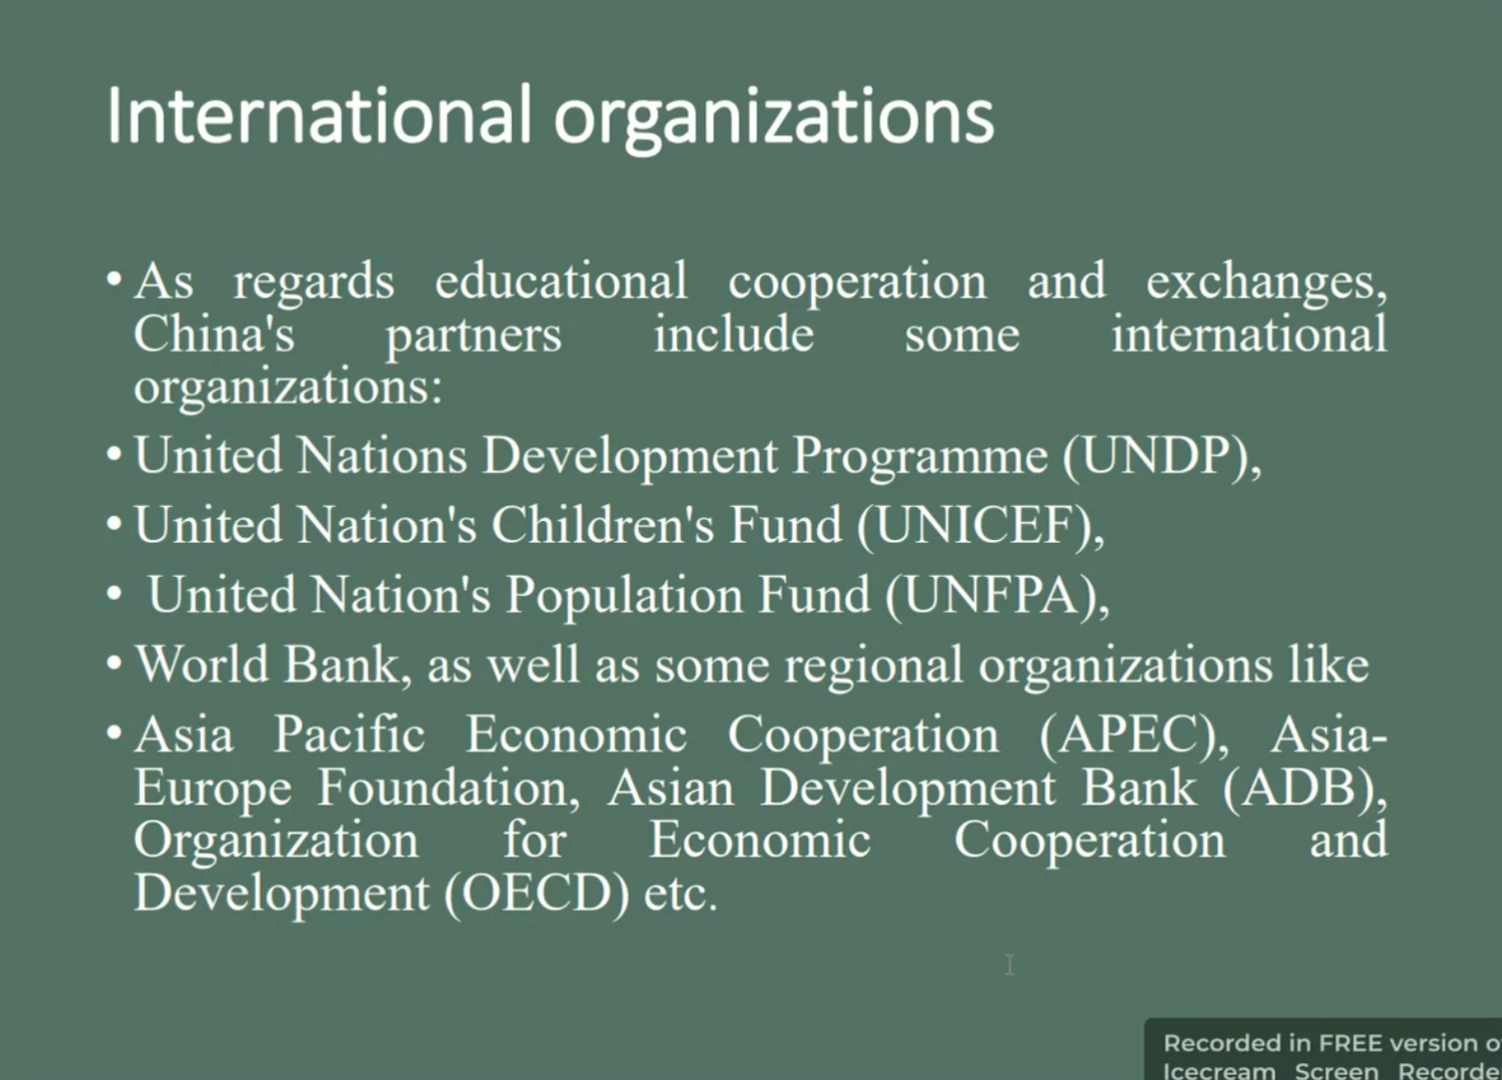 International organizations
• As regards educational cooperation and exchanges,
China's partners include some international
organizations:
• United Nations Development Programme (UNDP),
• United Nation's Children's Fund (UNICEF),
• United Nation's Population Fund (UNFPA),
• World Bank, as well as some regional organizations like
• Asia Pacific Economic Cooperation (APEC), Asia-
Europe Foundation, Asian Development Bank (ADB),
Organization for Economic Cooperation and
Development (OECD) etc.
Recorded in FREE version
Icecream Screen